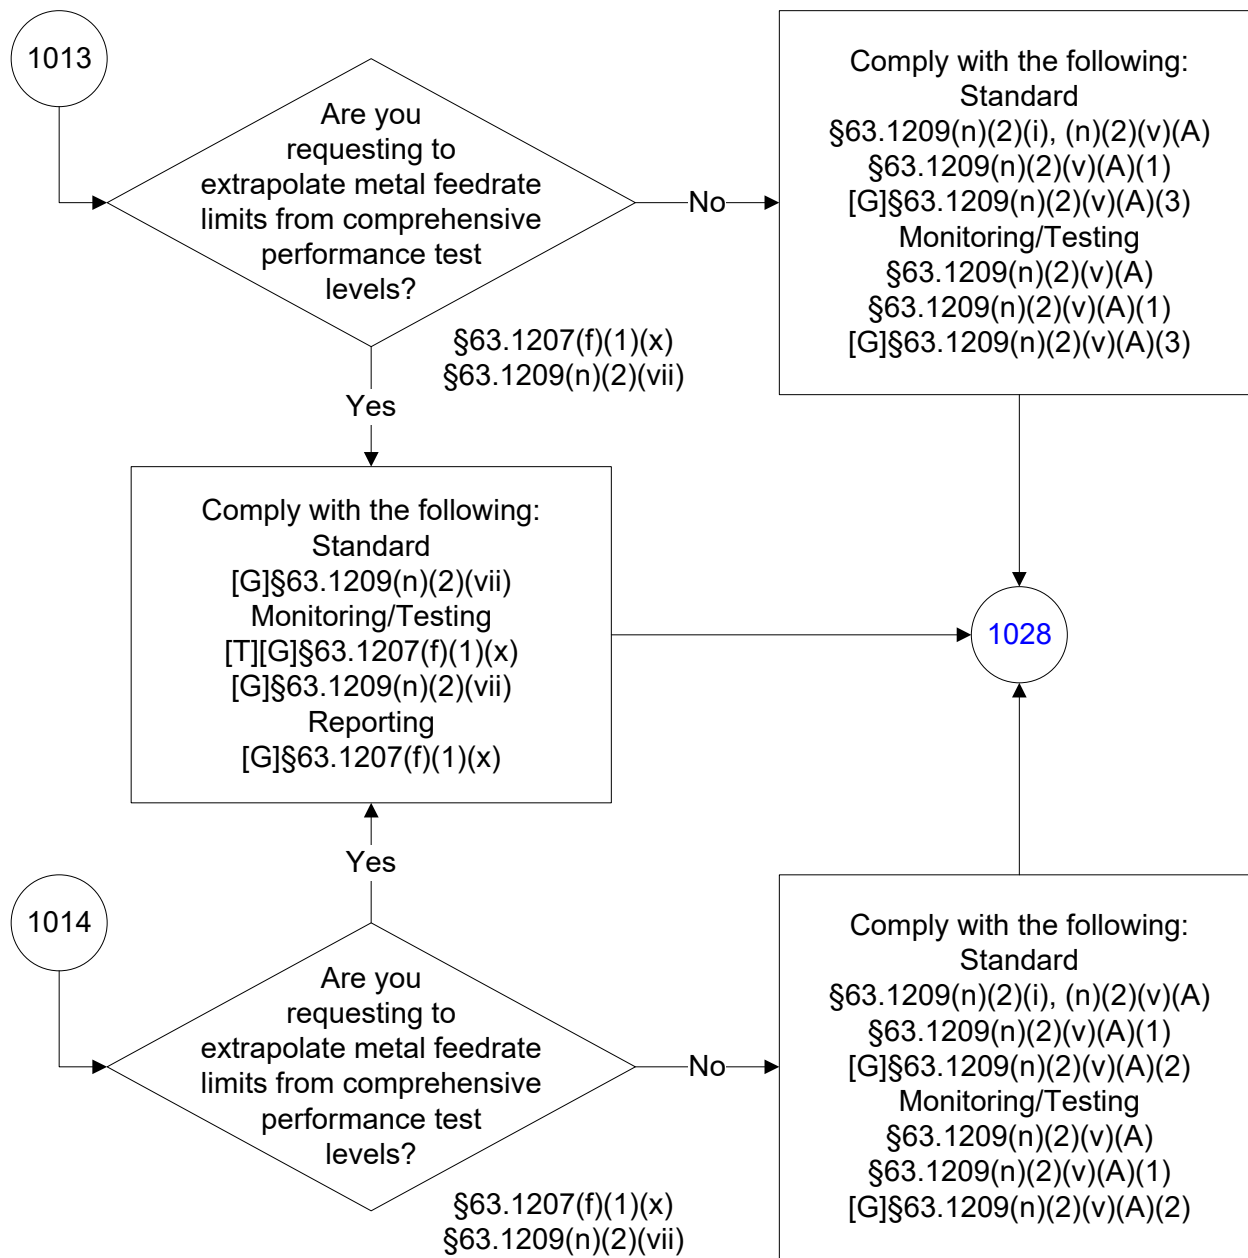 1013
Are you
requesting to
extrapolate metal feedrate
limits from comprehensive
performance test
levels?
No
Comply with the following:
Standard
§63.1209(n)(2)(i), (n)(2)(v)(A)
§63.1209(n)(2)(v)(A)(1)
[G]§63.1209(n)(2)(v)(A)(3)
Monitoring/Testing
§63.1209(n)(2)(v)(A)
§63.1209(n)(2)(v)(A)(1)
[G]§63.1209(n)(2)(v)(A)(3)
§63.1207(f)(1)(x)
§63.1209(n)(2)(vii)
Yes
Comply with the following:
Standard
[G]§63.1209(n)(2)(vii)
Monitoring/Testing
[T][G]§63.1207(f)(1)(x)
[G]§63.1209(n)(2)(vii)
Reporting
[G]§63.1207(f)(1)(x)
1028
Yes
1014
Are you
requesting to
extrapolate metal feedrate
limits from comprehensive
performance test
levels?
No
Comply with the following:
Standard
§63.1209(n)(2)(i), (n)(2)(v)(A)
§63.1209(n)(2)(v)(A)(1)
[G]§63.1209(n)(2)(v)(A)(2)
Monitoring/Testing
§63.1209(n)(2)(v)(A)
§63.1209(n)(2)(v)(A)(1)
[G]§63.1209(n)(2)(v)(A)(2)
§63.1207(f)(1)(x)
§63.1209(n)(2)(vii)